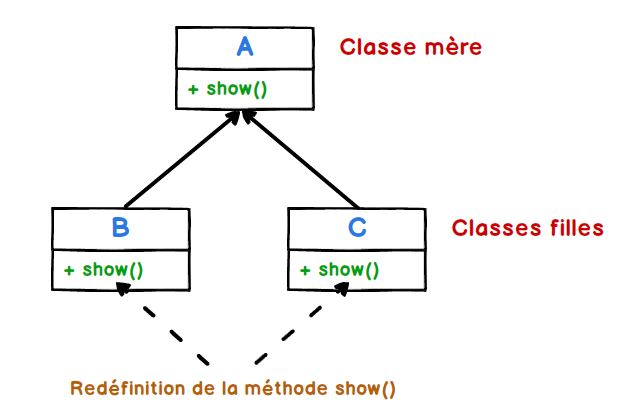 A
Classe mère
+ show()
B
C
Classes filles
+ show()
+ show()
Redéfinition de la méthode show()